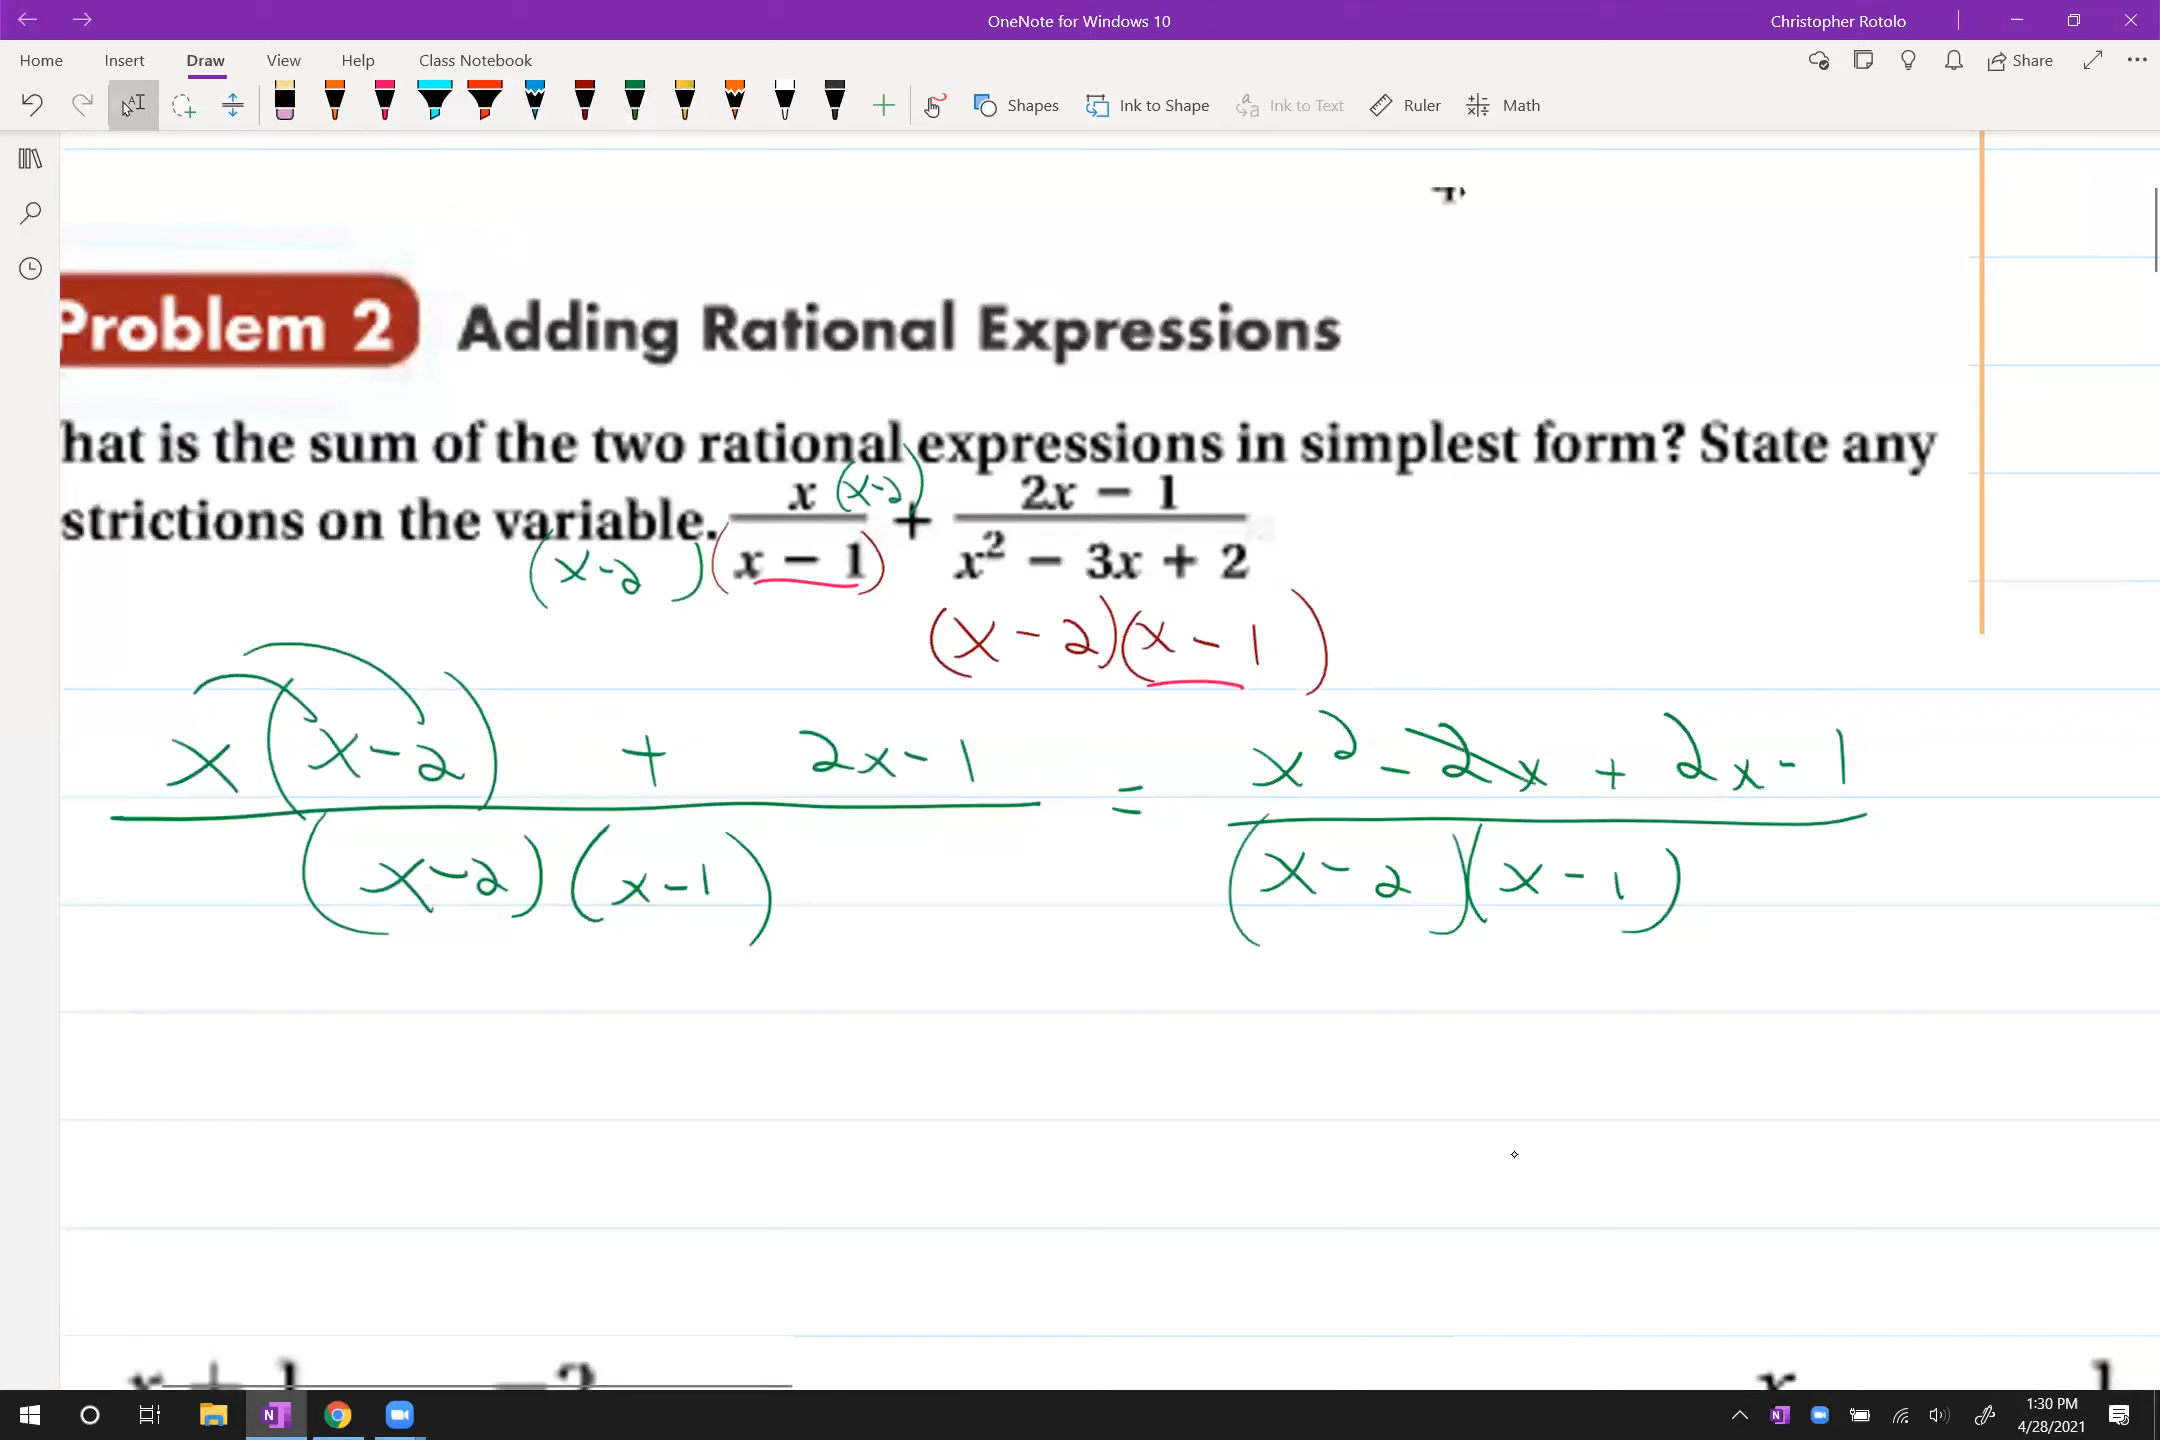 OneNote for Windows 10
Christopher Rotolo
Home Insert Draw View Help Class Notebook
Share
Shapes Ink to Shape Ink to Text Ruler Math
Problem 2 Adding Rational Expressions
hat is the sum of the two rational expressions in simplest form? State any
strictions on the variable. x/(x − 1) + (2x − 1)/(x² − 3x + 2)
(x-2)
(x-2) ( )
(x-2)(x-1)
x(x-2) + 2x-1 = x² - 2x + 2x - 1
(x-2)(x-1) (x-2)(x-1)
x + 1 x 1
1:30 PM
4/28/2021